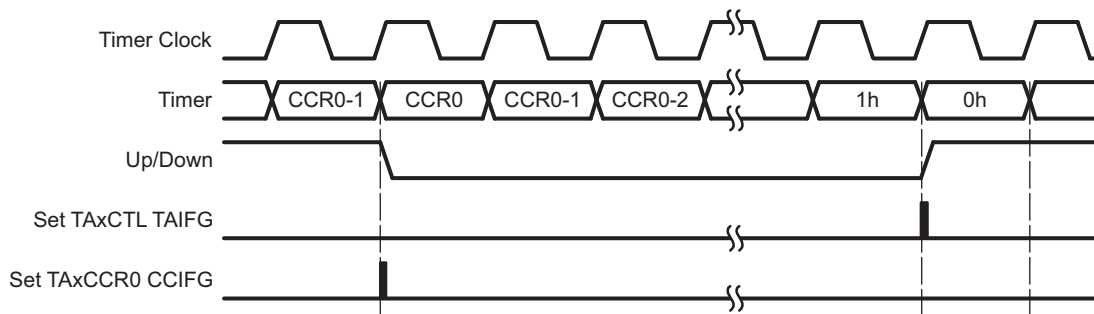 Timer Clock
Timer CCR0-1 CCR0 CCR0-1 CCR0-2 1h 0h
Up/Down
Set TAxCTL TAIFG
Set TAxCCR0 CCIFG